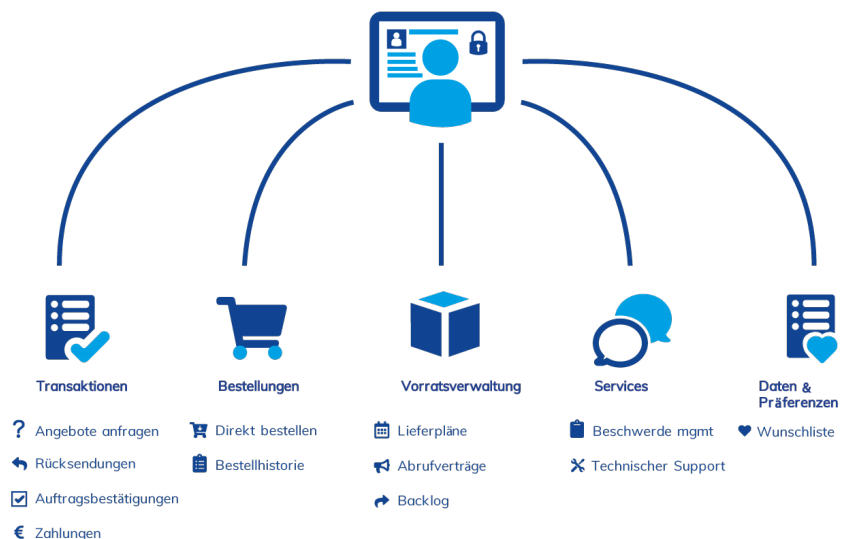 Transaktionen
Angebote anfragen
Rücksendungen
Auftragsbestätigungen
€ Zahlungen
Bestellungen
Direkt bestellen
Bestellhistorie
Vorratsverwaltung
Lieferpläne
Abrufverträge
Backlog
Services
Beschwerde mgmt
Technischer Support
Daten &
Präferenzen
Wunschliste